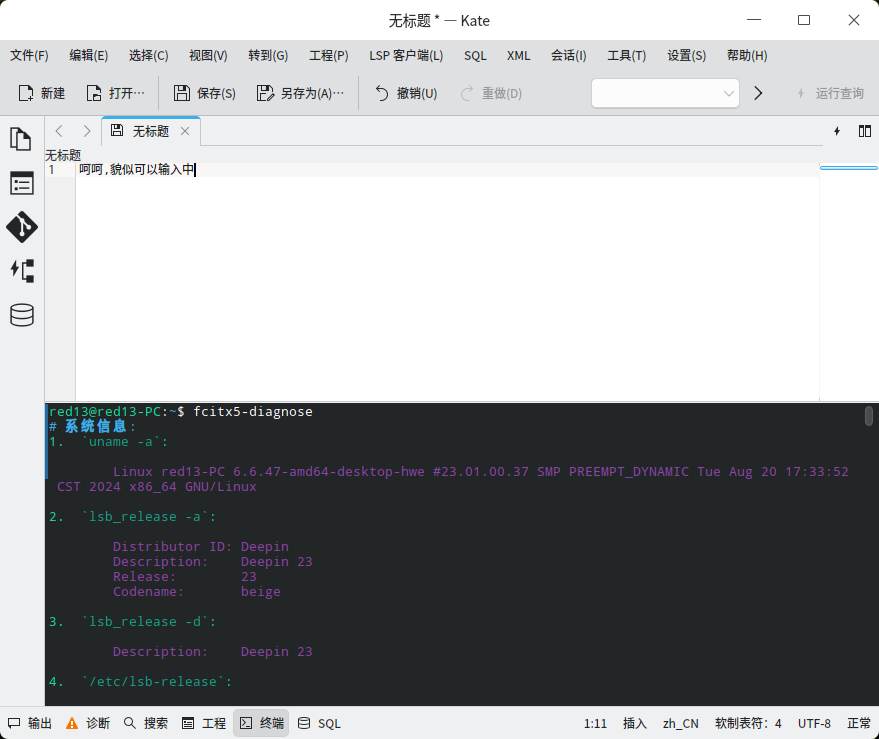 无标题 * — Kate
文件(F) 编辑(E) 选择(C) 视图(V) 转到(G) 工程(P) LSP 客户端(L) SQL XML 会话(I) 工具(T) 设置(S) 帮助(H)
新建 打开… 保存(S) 另存为(A)… 撤销(U) 重做(D) 运行查询
无标题
无标题
1 呵呵,貌似可以输入中
red13@red13-PC:~$ fcitx5-diagnose
# 系统信息:
1. `uname -a`:
Linux red13-PC 6.6.47-amd64-desktop-hwe #23.01.00.37 SMP PREEMPT_DYNAMIC Tue Aug 20 17:33:52
CST 2024 x86_64 GNU/Linux
2. `lsb_release -a`:
Distributor ID: Deepin
Description: Deepin 23
Release: 23
Codename: beige
3. `lsb_release -d`:
Description: Deepin 23
4. `/etc/lsb-release`:
输出 诊断 搜索 工程 终端 SQL 1:11 插入 zh_CN 软制表符：4 UTF-8 正常